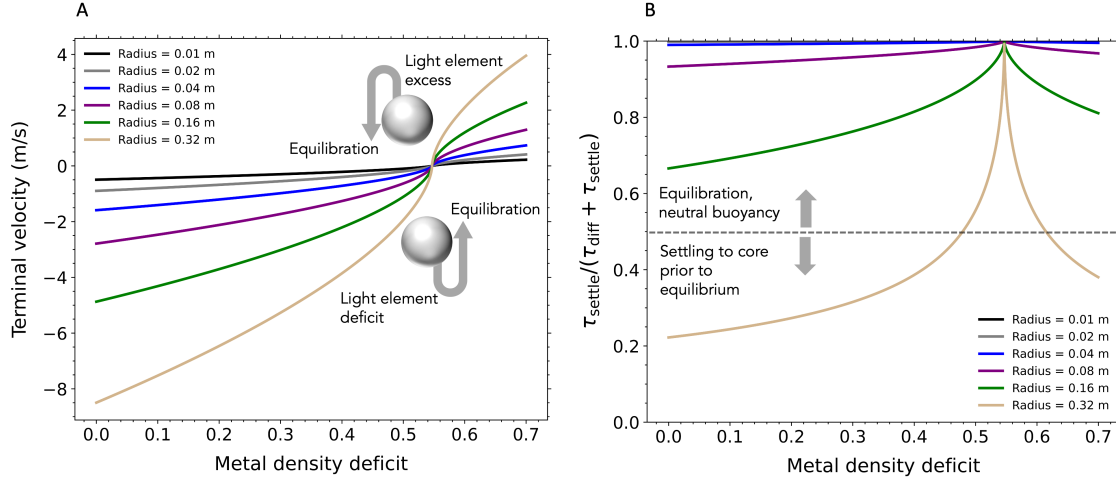 A
Terminal velocity (m/s)
4
2
0
−2
−4
−6
−8
Radius = 0.01 m
Radius = 0.02 m
Radius = 0.04 m
Radius = 0.08 m
Radius = 0.16 m
Radius = 0.32 m
Light element
excess
Equilibration
Equilibration
Light element
deficit
0.0 0.1 0.2 0.3 0.4 0.5 0.6 0.7
Metal density deficit
B
τsettle/(τdiff + τsettle)
1.0
0.8
0.6
0.4
0.2
0.0
Equilibration,
neutral buoyancy
Settling to core
prior to
equilibrium
Radius = 0.01 m
Radius = 0.02 m
Radius = 0.04 m
Radius = 0.08 m
Radius = 0.16 m
Radius = 0.32 m
0.0 0.1 0.2 0.3 0.4 0.5 0.6 0.7
Metal density deficit